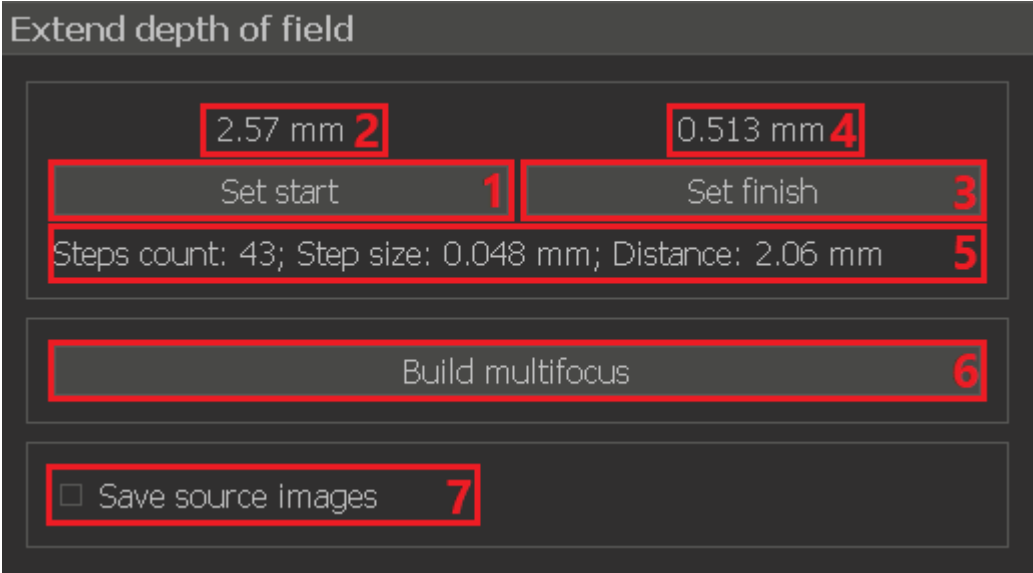 Extend depth of field
2.57 mm 2 0.513 mm 4
Set start 1 Set finish 3
Steps count: 43; Step size: 0.048 mm; Distance: 2.06 mm 5
Build multifocus 6
Save source images 7